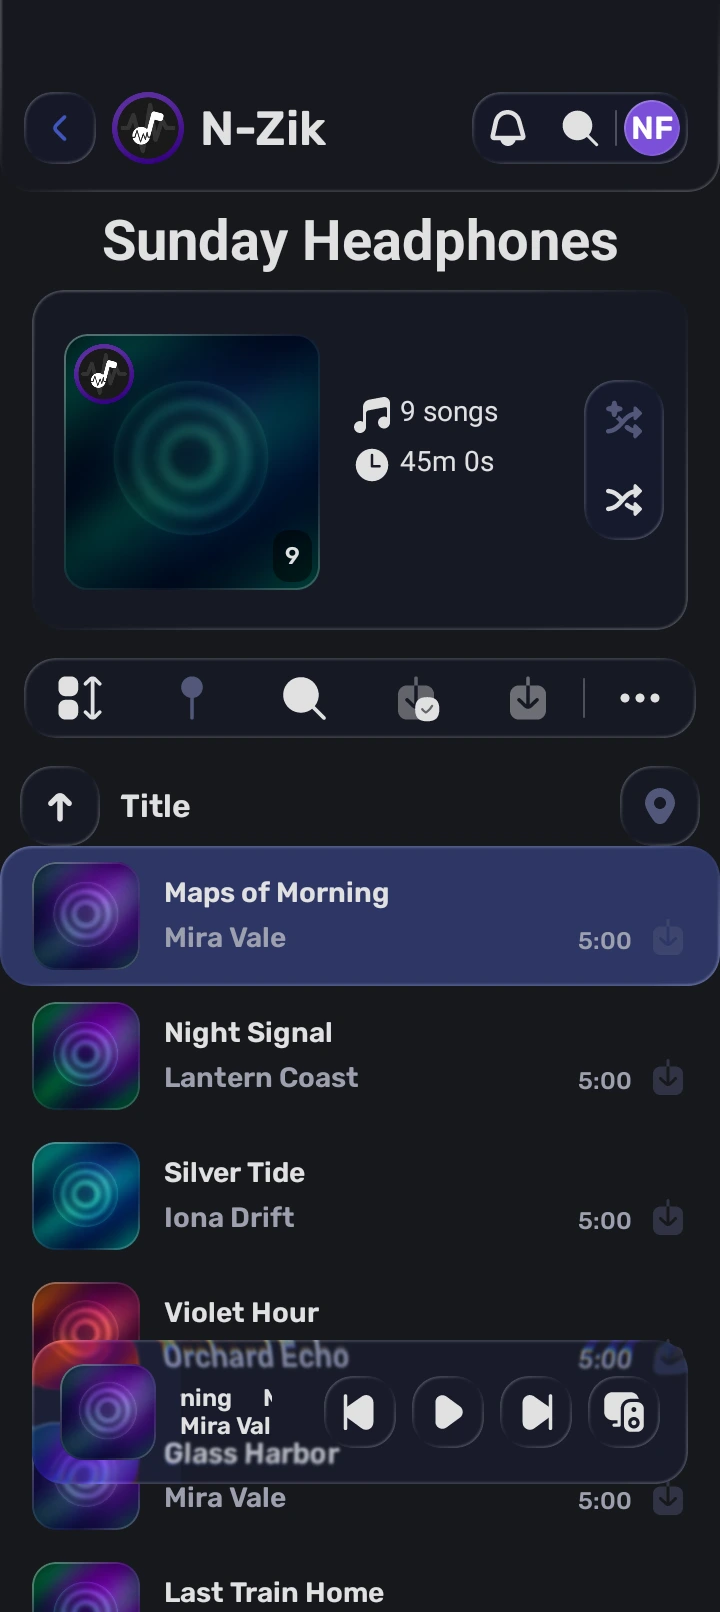 N-Zik
NF
Sunday Headphones
9 songs
45m 0s
9
Title
Maps of Morning
Mira Vale
5:00
Night Signal
Lantern Coast
5:00
Silver Tide
Iona Drift
5:00
Violet Hour
Orchard Echo
5:00
ning
Mira Val
Glass Harbor
Mira Vale
5:00
Last Train Home